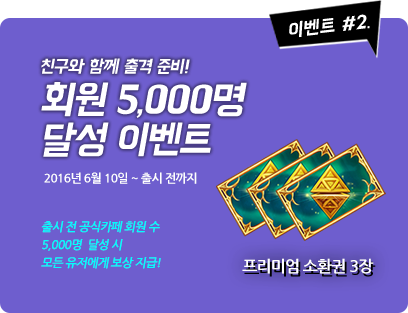 이벤트 #2.
친구와 함께 출격 준비!
회원 5,000명
달성 이벤트
2016년 6월 10일 ~ 출시 전까지
출시 전 공식카페 회원 수
5,000명 달성 시
모든 유저에게 보상 지급!
프리미엄 소환권 3장